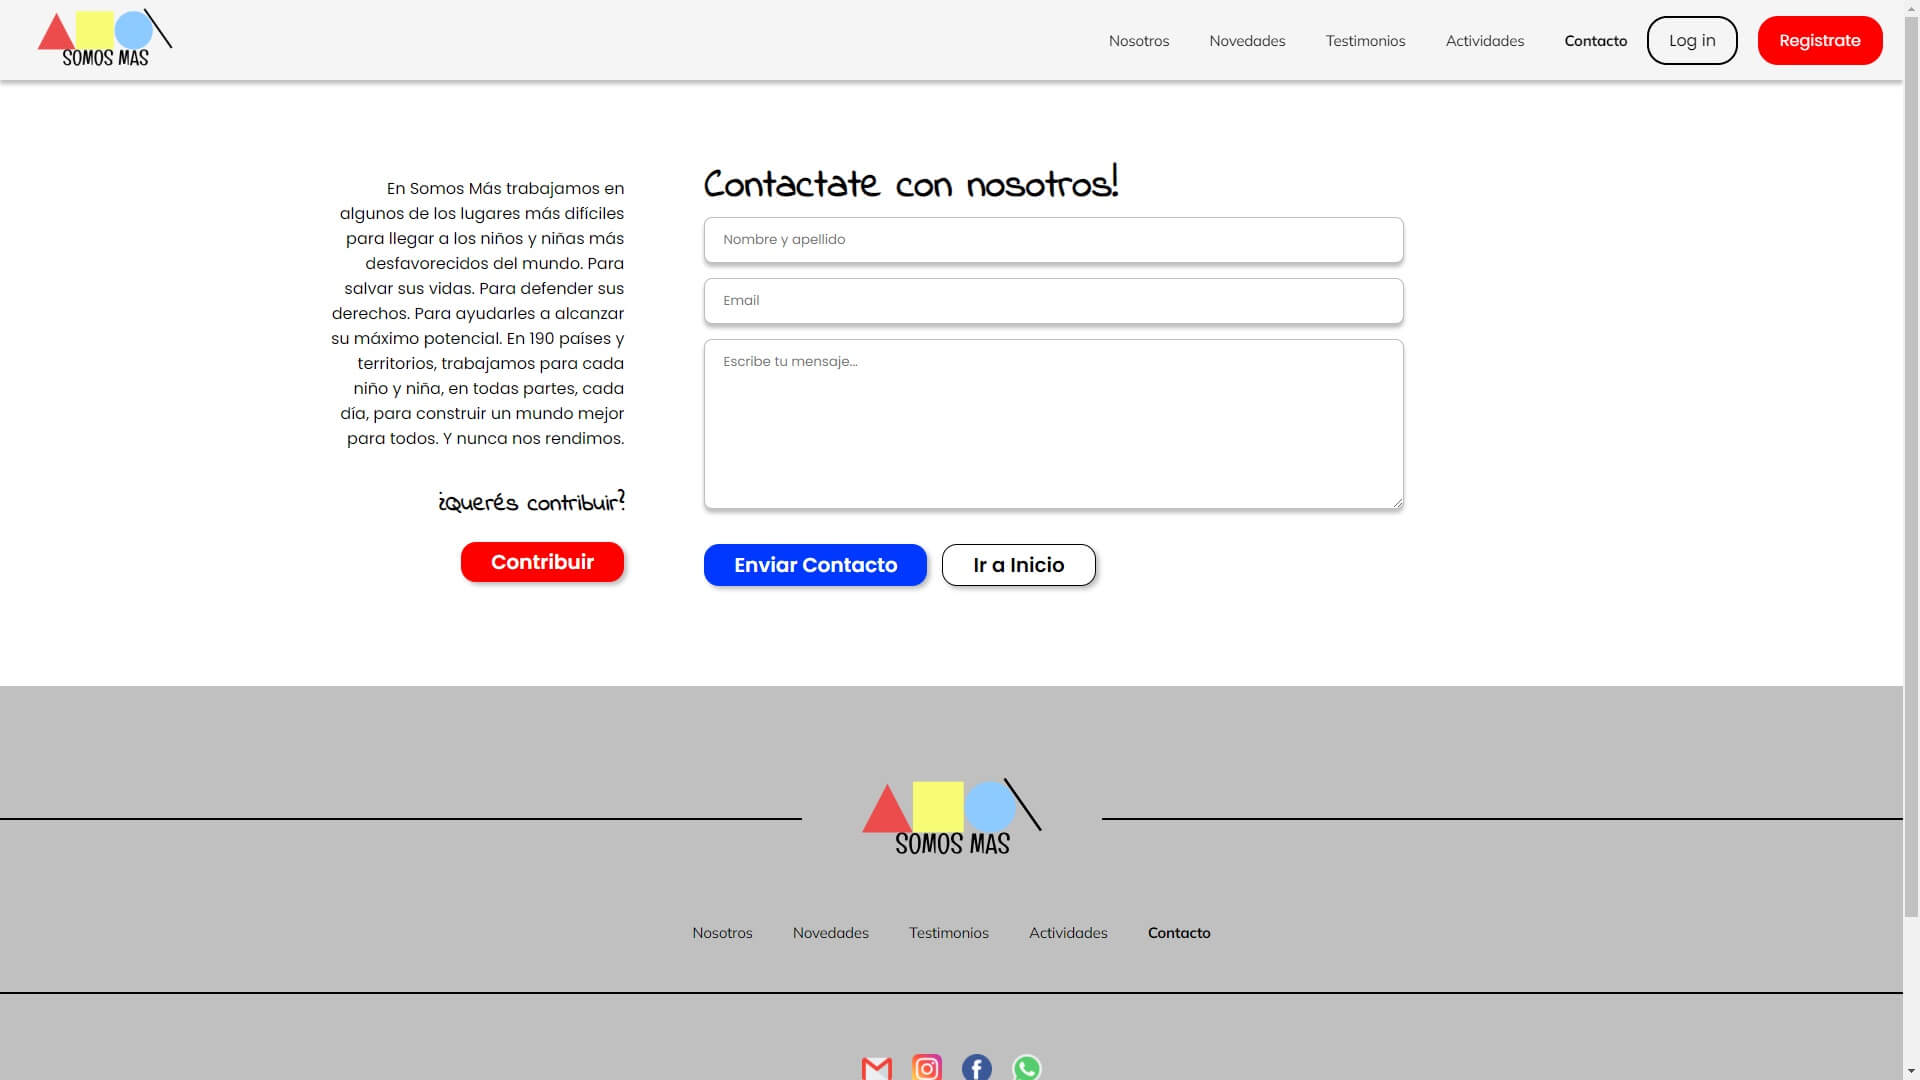 SOMOS MAS
Nosotros
Novedades
Testimonios
Actividades
Contacto
Log in
Registrate
En Somos Más trabajamos en
algunos de los lugares más difíciles
para llegar a los niños y niñas más
desfavorecidos del mundo. Para
salvar sus vidas. Para defender sus
derechos. Para ayudarles a alcanzar
su máximo potencial. En 190 países y
territorios, trabajamos para cada
niño y niña, en todas partes, cada
día, para construir un mundo mejor
para todos. Y nunca nos rendimos.
¿Querés contribuir?
Contribuir
Contactate con nosotros!
Nombre y apellido
Email
Escribe tu mensaje...
Enviar Contacto
Ir a Inicio
SOMOS MAS
Nosotros
Novedades
Testimonios
Actividades
Contacto